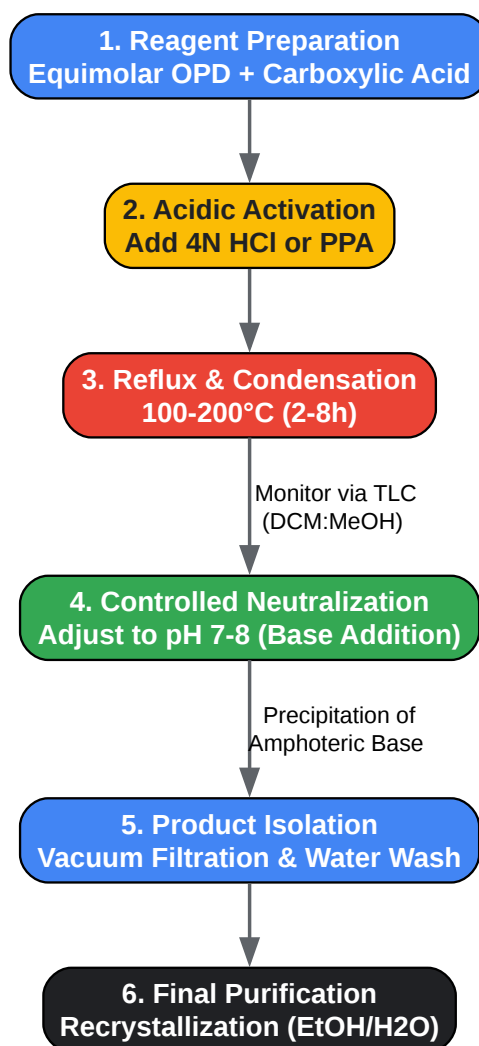 1. Reagent Preparation
Equimolar OPD + Carboxylic Acid
2. Acidic Activation
Add 4N HCl or PPA
3. Reflux & Condensation
100-200°C (2-8h)
Monitor via TLC
(DCM:MeOH)
4. Controlled Neutralization
Adjust to pH 7-8 (Base Addition)
Precipitation of
Amphoteric Base
5. Product Isolation
Vacuum Filtration & Water Wash
6. Final Purification
Recrystallization (EtOH/H2O)